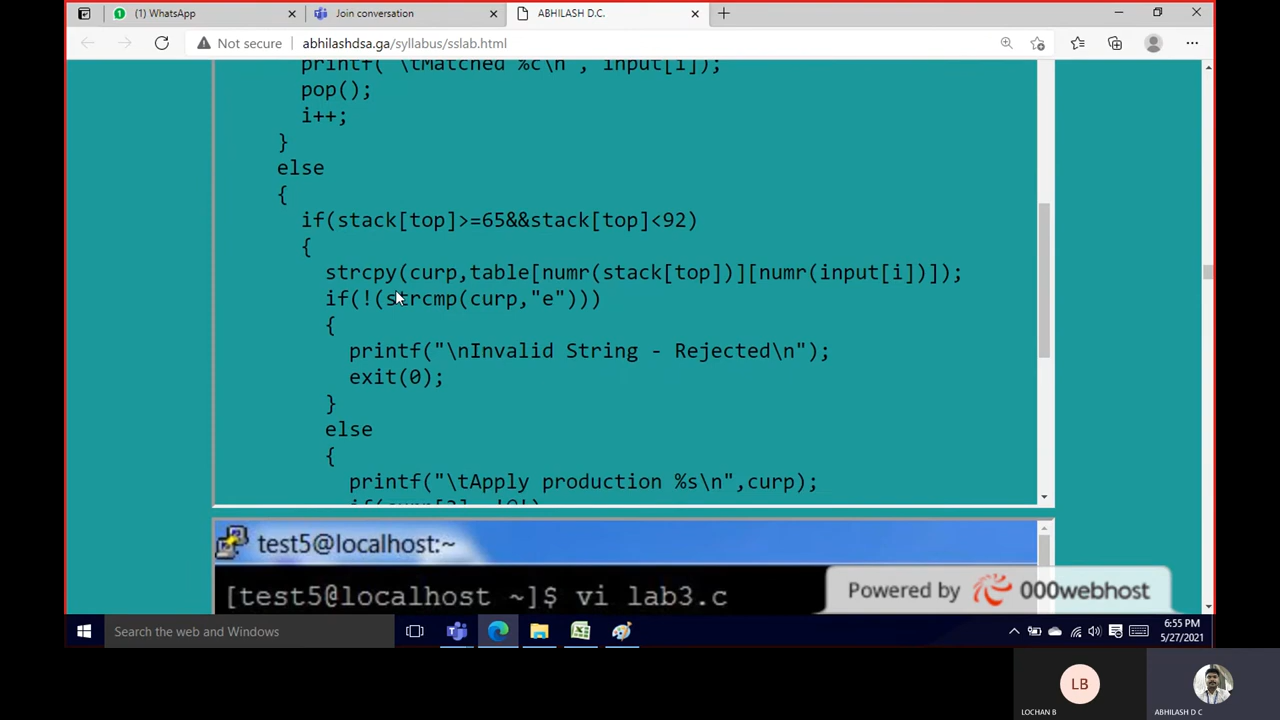 (1) WhatsApp
Join conversation
ABHILASH D.C.
Not secure
abhilashdsa.ga/syllabus/sslab.html
printf("\tMatched %c\n", input[i]);
pop();
i++;
}
else
{
if(stack[top]>=65&&stack[top]<92)
{
strcpy(curp,table[numr(stack[top])][numr(input[i])]);
if(!(strcmp(curp,"e")))
{
printf("\nInvalid String - Rejected\n");
exit(0);
}
else
{
printf("\tApply production %s\n",curp);
test5@localhost:~
[test5@localhost ~]$ vi lab3.c
Powered by 000webhost
Search the web and Windows
6:55 PM
5/27/2021
LB
LOCHAN B
ABHILASH D C